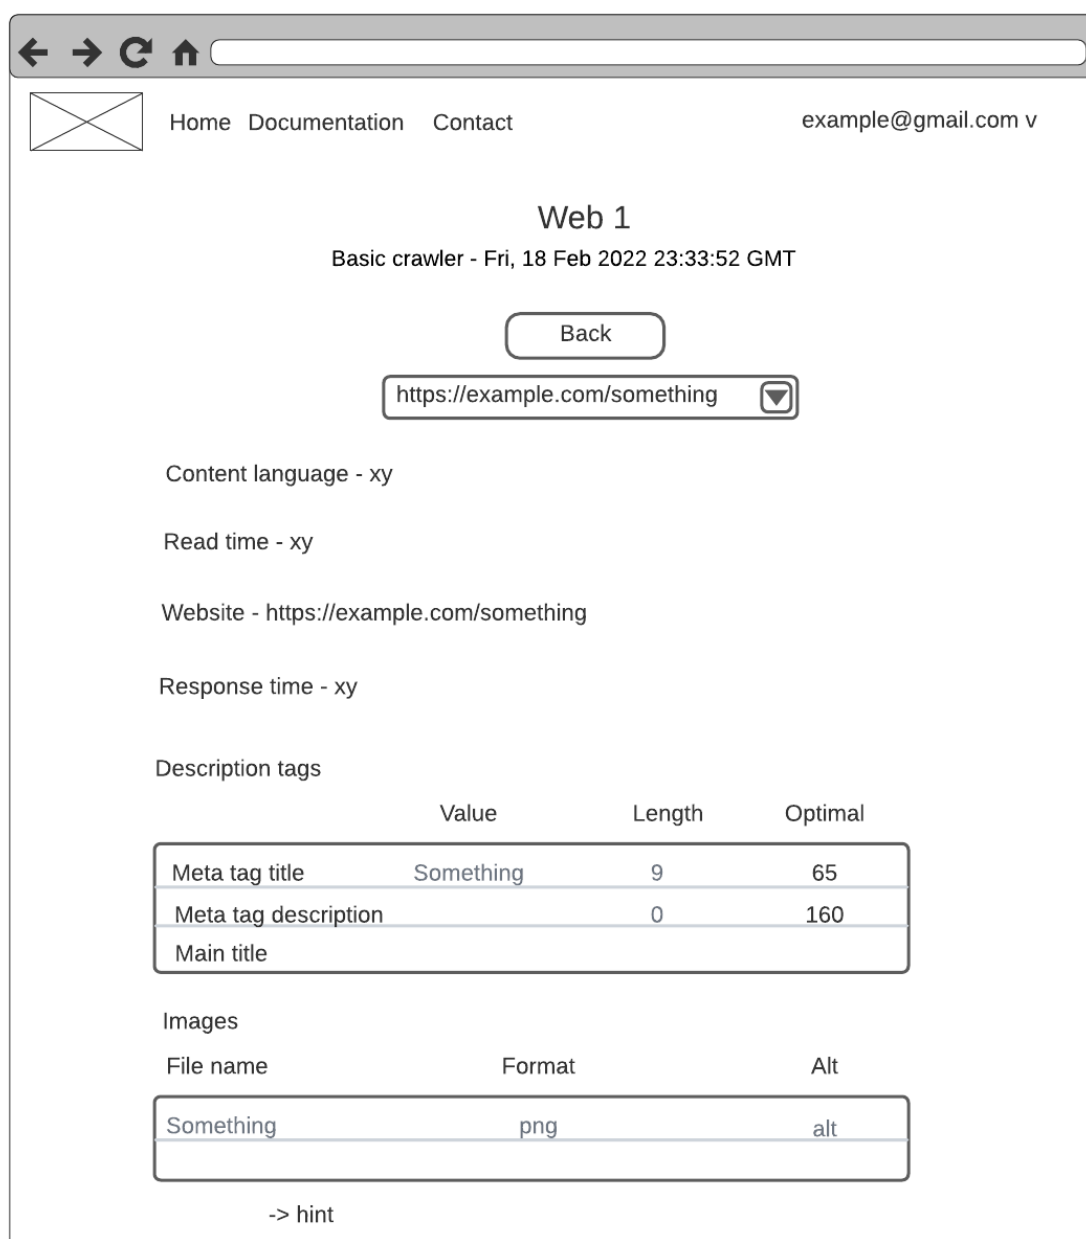 Home Documentation Contact example@gmail.com v
Web 1
Basic crawler - Fri, 18 Feb 2022 23:33:52 GMT
Back
https://example.com/something
Content language - xy
Read time - xy
Website - https://example.com/something
Response time - xy
Description tags
Value Length Optimal
Meta tag title Something 9 65
Meta tag description 0 160
Main title
Images
File name Format Alt
Something png alt
-> hint